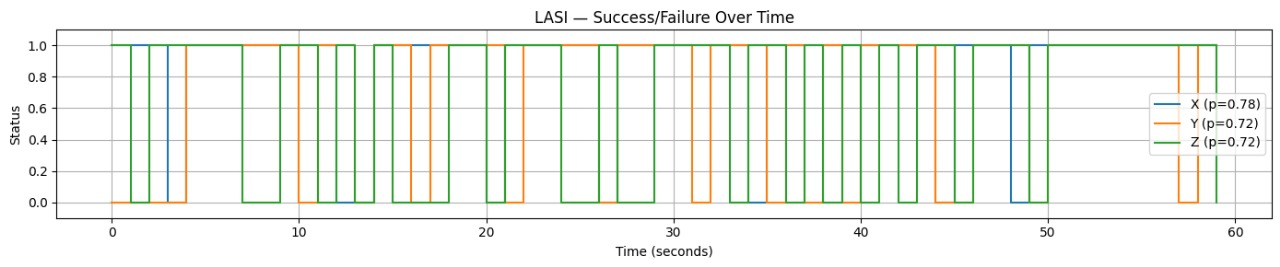 LASI — Success/Failure Over Time
Status
1.0
0.8
0.6
0.4
0.2
0.0
X (p=0.78)
Y (p=0.72)
Z (p=0.72)
0 10 20 30 40 50 60
Time (seconds)